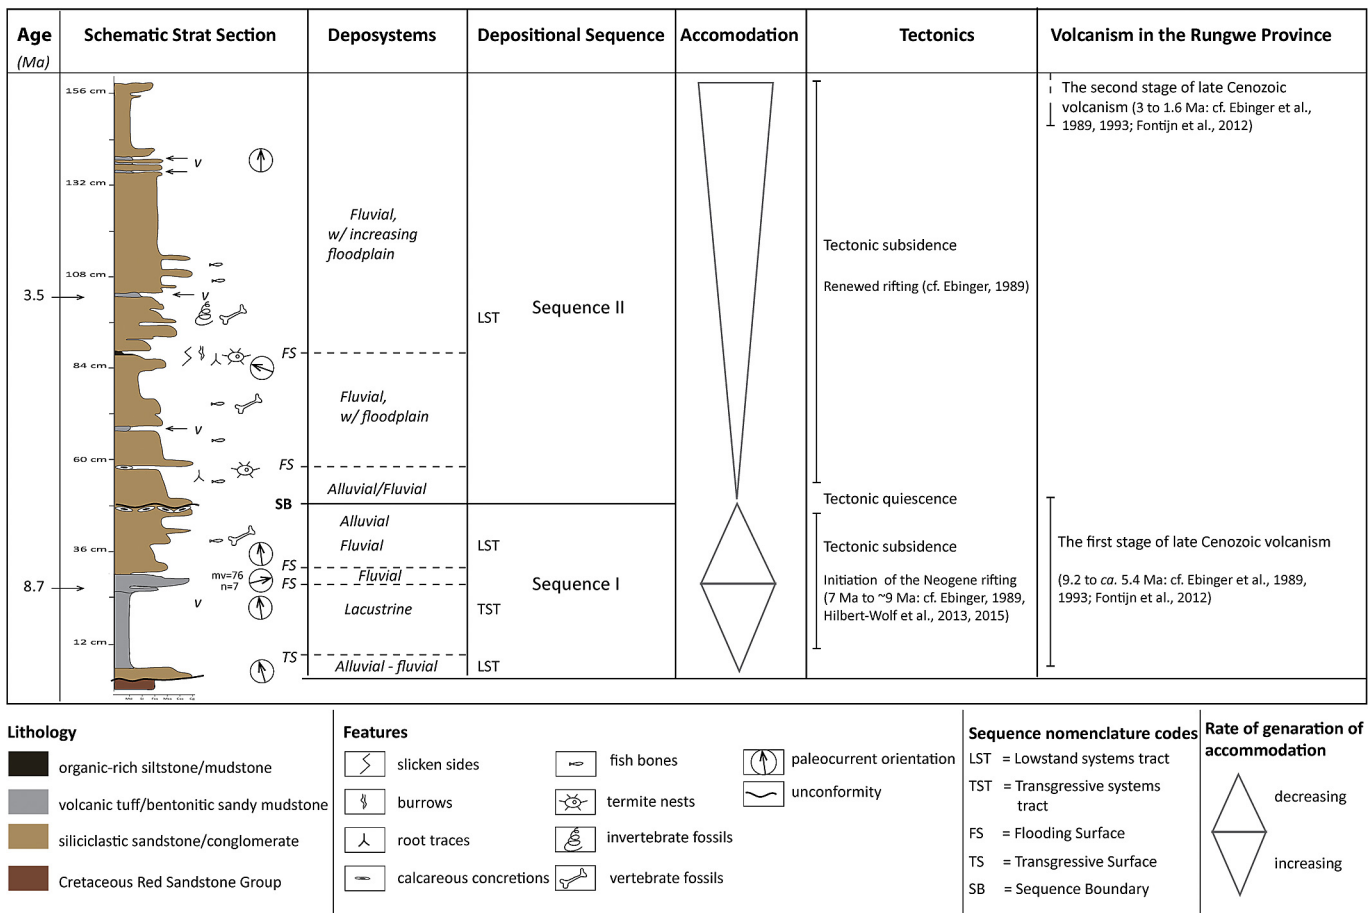 Age
(Ma)
Schematic Strat Section
Deposystems
Depositional Sequence
Accomodation
Tectonics
Volcanism in the Rungwe Province
156 cm
132 cm
108 cm
84 cm
60 cm
36 cm
12 cm
3.5
8.7
v
v
v
v
mv=76
n=7
FS
FS
SB
FS
FS
TS
Fluvial,
w/ increasing
floodplain
Fluvial,
w/ floodplain
Alluvial/Fluvial
Alluvial
Fluvial
Fluvial
Lacustrine
Alluvial - fluvial
LST
Sequence II
LST
Sequence I
TST
LST
Tectonic subsidence
Renewed rifting (cf. Ebinger, 1989)
Tectonic quiescence
Tectonic subsidence
Initiation of the Neogene rifting
(7 Ma to ~9 Ma: cf. Ebinger, 1989,
Hilbert-Wolf et al., 2013, 2015)
The second stage of late Cenozoic
volcanism (3 to 1.6 Ma: cf. Ebinger et al.,
1989, 1993; Fontijn et al., 2012)
The first stage of late Cenozoic volcanism
(9.2 to ca. 5.4 Ma: cf. Ebinger et al., 1989,
1993; Fontijn et al., 2012)
Lithology
organic-rich siltstone/mudstone
volcanic tuff/bentonitic sandy mudstone
siliciclastic sandstone/conglomerate
Cretaceous Red Sandstone Group
Features
slicken sides
burrows
root traces
calcareous concretions
fish bones
termite nests
invertebrate fossils
vertebrate fossils
paleocurrent orientation
unconformity
Sequence nomenclature codes
LST = Lowstand systems tract
TST = Transgressive systems
tract
FS = Flooding Surface
TS = Transgressive Surface
SB = Sequence Boundary
Rate of genaration of
accommodation
decreasing
increasing